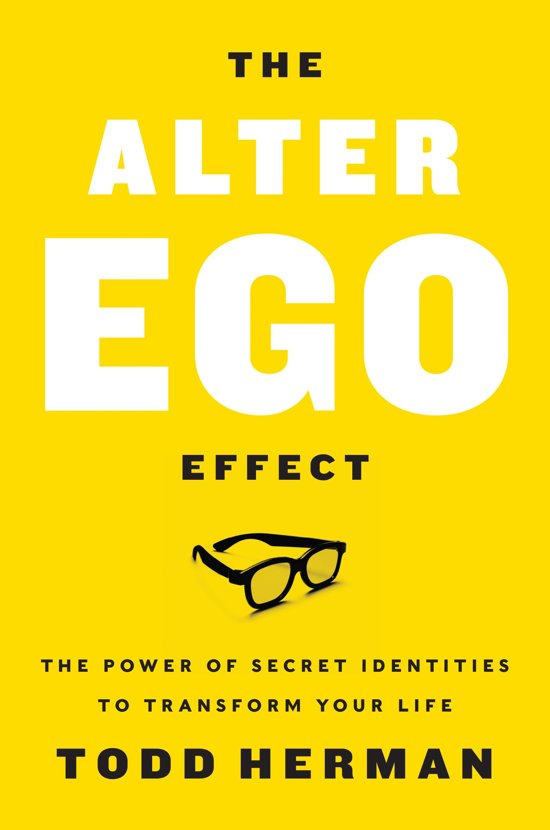 THE
ALTER
EGO
EFFECT
THE POWER OF SECRET IDENTITIES
TO TRANSFORM YOUR LIFE
TODD HERMAN